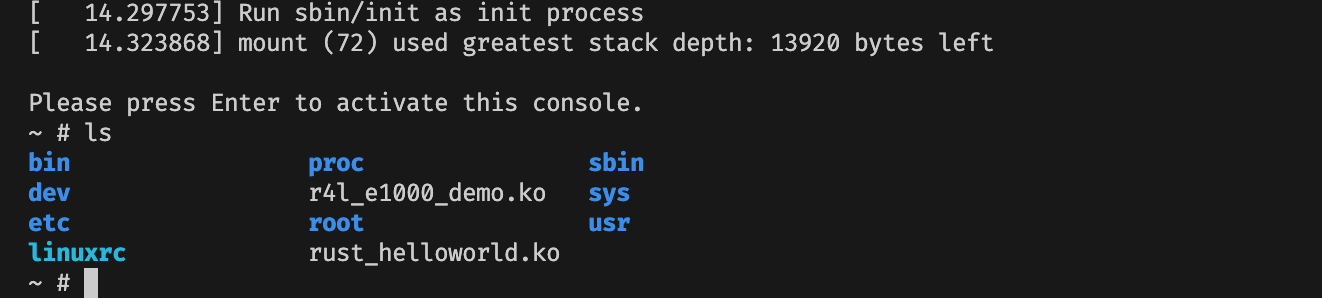 [   14.297753] Run sbin/init as init process
[   14.323868] mount (72) used greatest stack depth: 13920 bytes left
Please press Enter to activate this console.
~ # ls
bin                 proc                sbin
dev                 r4l_e1000_demo.ko   sys
etc                 root                usr
linuxrc             rust_helloworld.ko
~ #